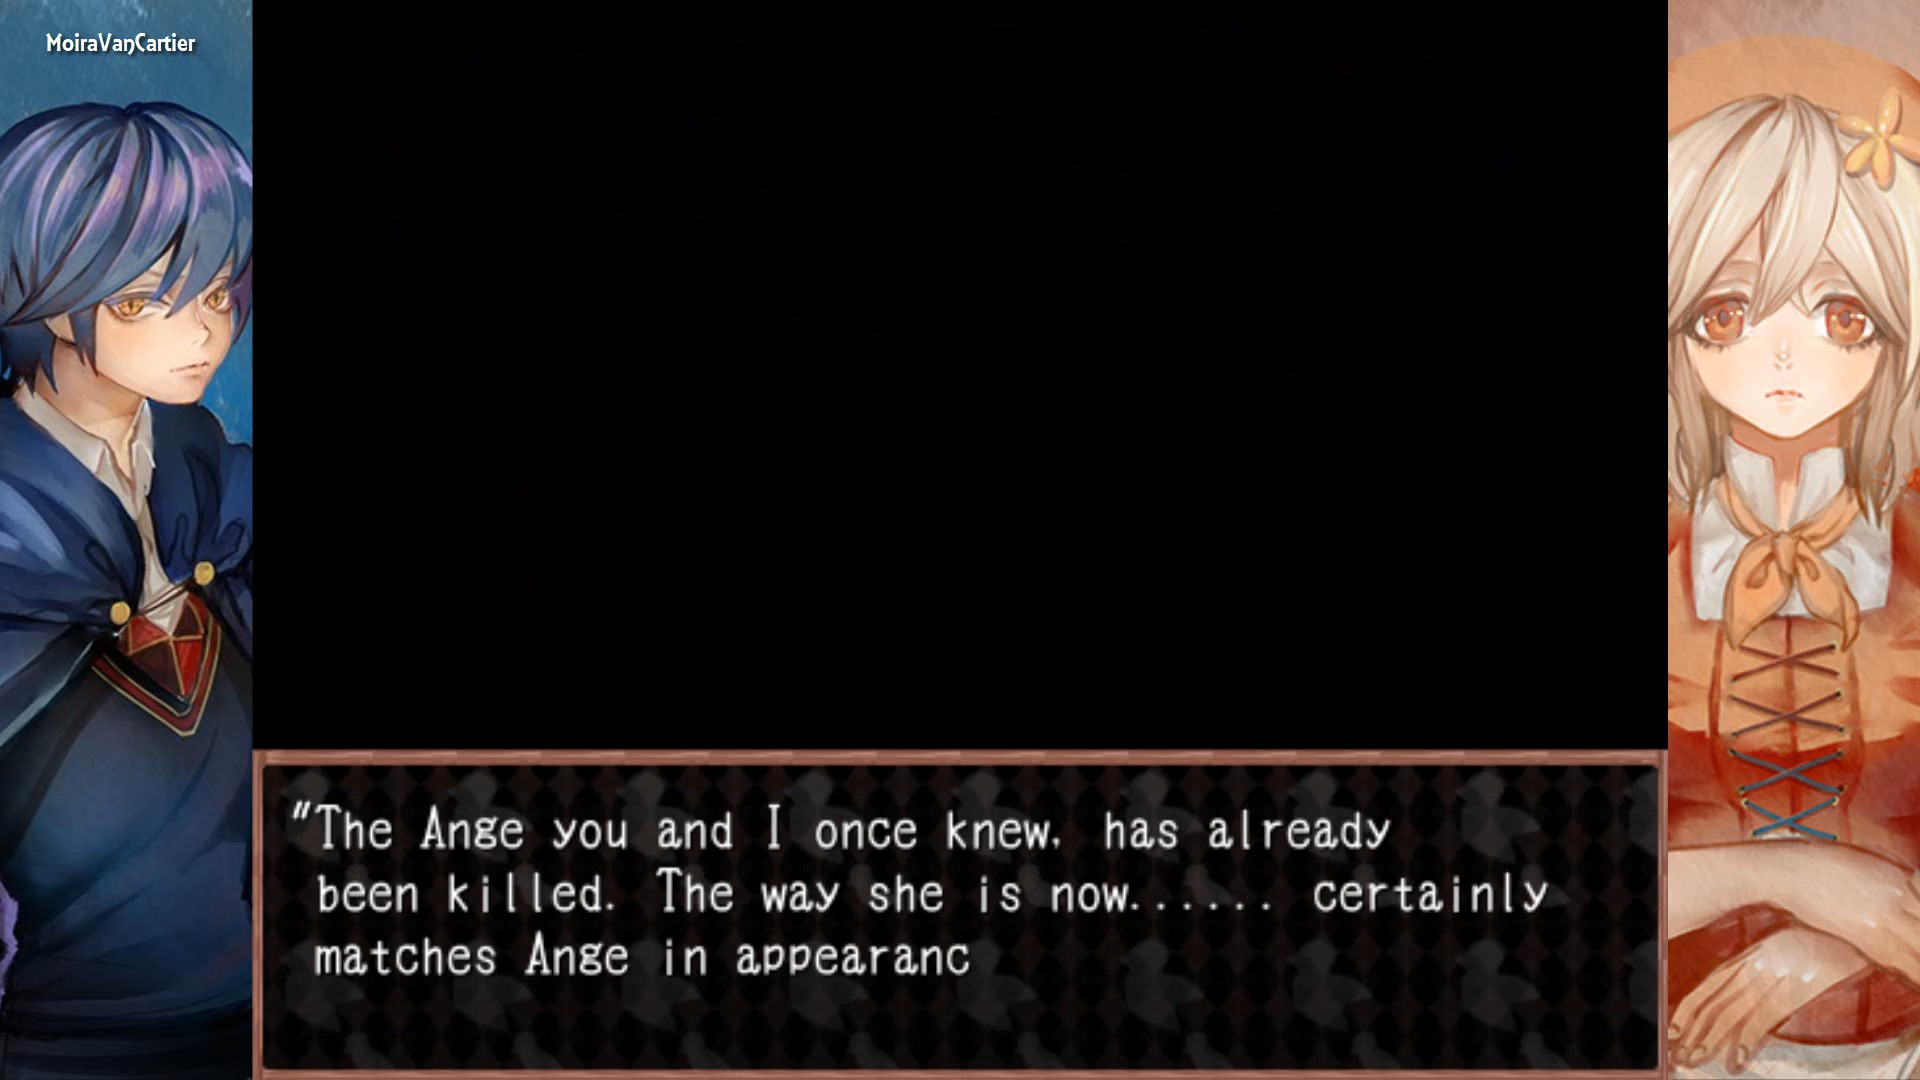 MoiraVanCartier
"The Ange you and I once knew, has already
been killed. The way she is now...... certainly
matches Ange in appearanc